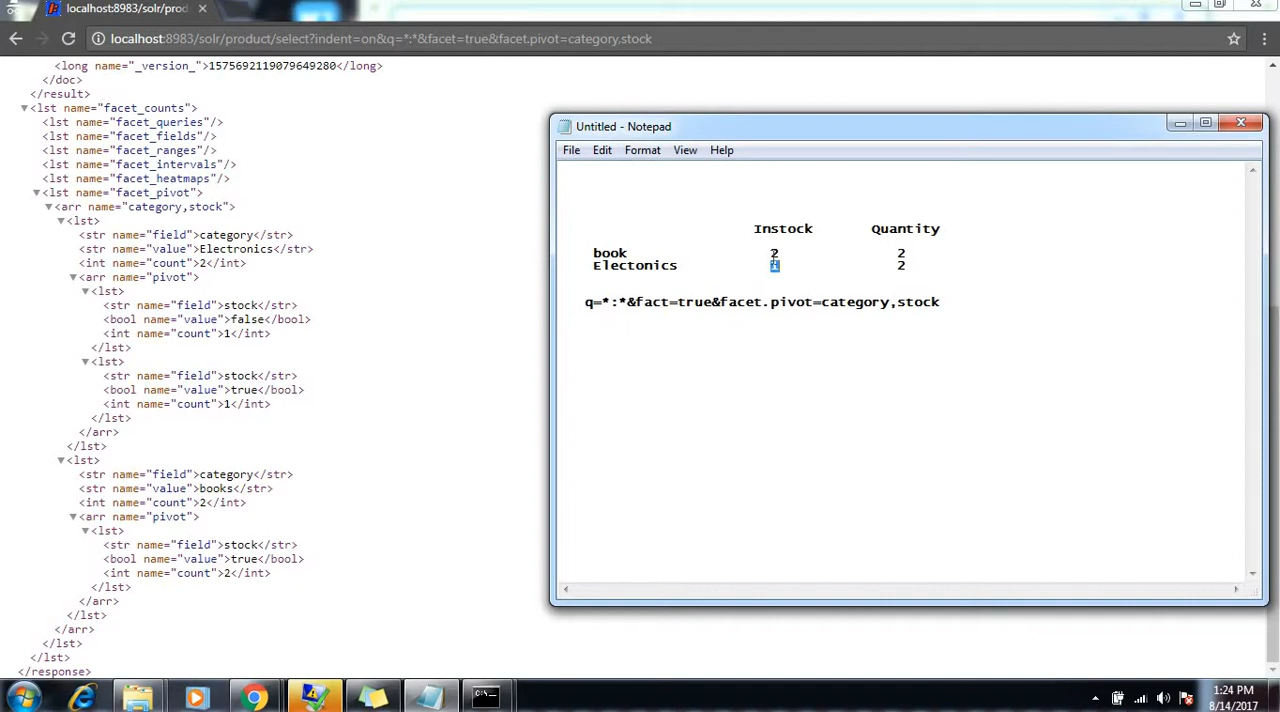 localhost:8983/solr/prod
localhost:8983/solr/product/select?indent=on&q=*:*&facet=true&facet.pivot=category,stock
<long name="_version_">1575692119079649280</long>
</doc>
</result>
<lst name="facet_counts">
<lst name="facet_queries"/>
<lst name="facet_fields"/>
<lst name="facet_ranges"/>
<lst name="facet_intervals"/>
<lst name="facet_heatmaps"/>
<lst name="facet_pivot">
<arr name="category,stock">
<lst>
<str name="field">category</str>
<str name="value">Electronics</str>
<int name="count">2</int>
<arr name="pivot">
<lst>
<str name="field">stock</str>
<bool name="value">false</bool>
<int name="count">1</int>
</lst>
<lst>
<str name="field">stock</str>
<bool name="value">true</bool>
<int name="count">1</int>
</lst>
</arr>
</lst>
<lst>
<str name="field">category</str>
<str name="value">books</str>
<int name="count">2</int>
<arr name="pivot">
<lst>
<str name="field">stock</str>
<bool name="value">true</bool>
<int name="count">2</int>
</lst>
</arr>
</lst>
</arr>
</lst>
</lst>
</response>
Untitled - Notepad
File Edit Format View Help
Instock Quantity
book 2 2
Electonics 1 2
q=*:*&fact=true&facet.pivot=category,stock
1:24 PM
8/14/2017